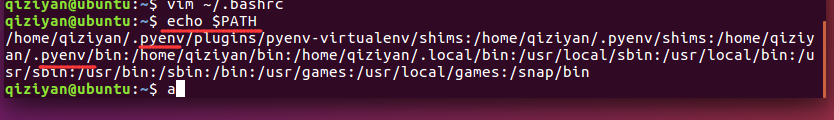 qiziyan@ubuntu:~$ vim ~/.bashrc
qiziyan@ubuntu:~$ echo $PATH
/home/qiziyan/.pyenv/plugins/pyenv-virtualenv/shims:/home/qiziyan/.pyenv/shims:/home/qiziy
an/.pyenv/bin:/home/qiziyan/bin:/home/qiziyan/.local/bin:/usr/local/sbin:/usr/local/bin:/u
sr/sbin:/usr/bin:/sbin:/bin:/usr/games:/usr/local/games:/snap/bin
qiziyan@ubuntu:~$ a